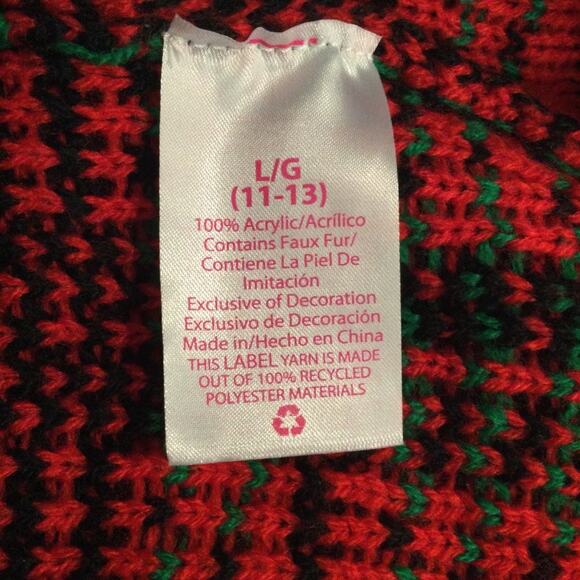 L/G
(11-13)
100% Acrylic/Acrílico
Contains Faux Fur/
Contiene La Piel De
Imitación
Exclusive of Decoration
Exclusivo de Decoración
Made in/Hecho en China
THIS LABEL YARN IS MADE
OUT OF 100% RECYCLED
POLYESTER MATERIALS